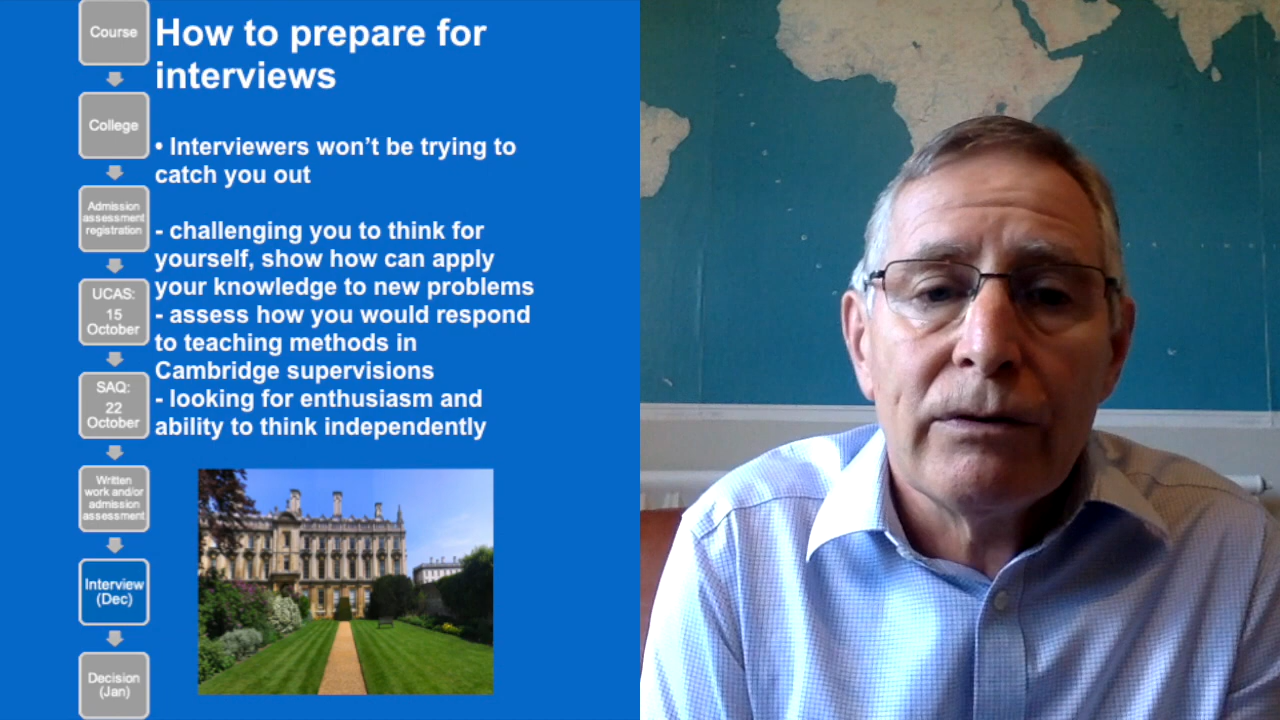 Course
College
Admission
assessment
registration
UCAS:
15
October
SAQ:
22
October
Written
work and/or
admission
assessment
Interview
(Dec)
Decision
(Jan)
How to prepare for
interviews
• Interviewers won’t be trying to
catch you out
- challenging you to think for
yourself, show how can apply
your knowledge to new problems
- assess how you would respond
to teaching methods in
Cambridge supervisions
- looking for enthusiasm and
ability to think independently